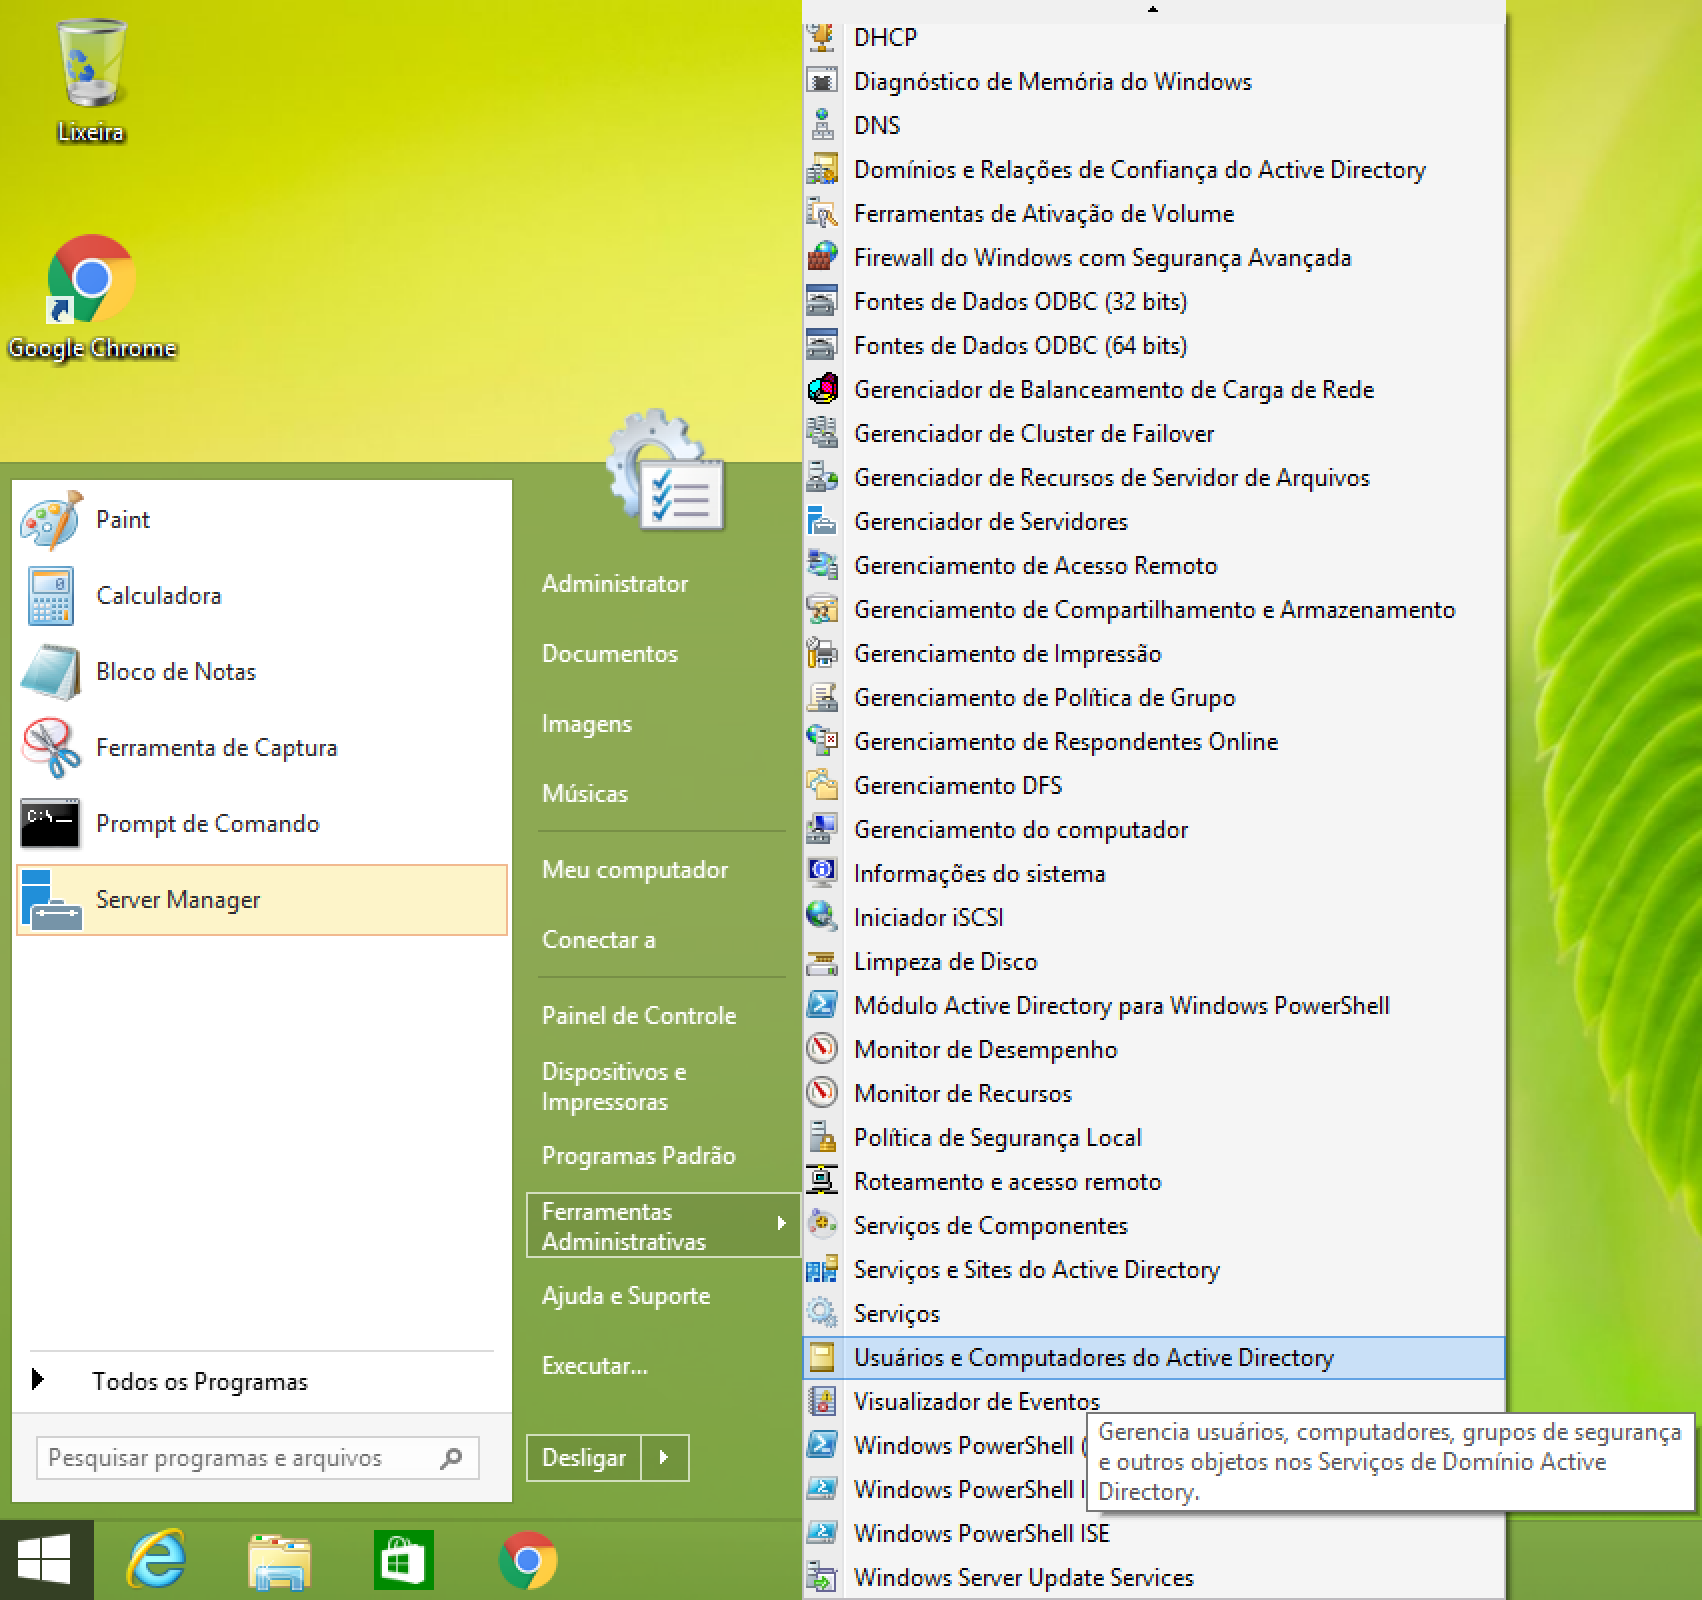 Lixeira
Google Chrome
Paint
Calculadora
Bloco de Notas
Ferramenta de Captura
C:\
Prompt de Comando
Server Manager
Todos os Programas
Pesquisar programas e arquivos
Administrator
Documentos
Imagens
Músicas
Meu computador
Conectar a
Painel de Controle
Dispositivos e
Impressoras
Programas Padrão
Ferramentas
Administrativas
Ajuda e Suporte
Executar...
Desligar
DHCP
Diagnóstico de Memória do Windows
DNS
Domínios e Relações de Confiança do Active Directory
Ferramentas de Ativação de Volume
Firewall do Windows com Segurança Avançada
Fontes de Dados ODBC (32 bits)
Fontes de Dados ODBC (64 bits)
Gerenciador de Balanceamento de Carga de Rede
Gerenciador de Cluster de Failover
Gerenciador de Recursos de Servidor de Arquivos
Gerenciador de Servidores
Gerenciamento de Acesso Remoto
Gerenciamento de Compartilhamento e Armazenamento
Gerenciamento de Impressão
Gerenciamento de Política de Grupo
Gerenciamento de Respondentes Online
Gerenciamento DFS
Gerenciamento do computador
Informações do sistema
Iniciador iSCSI
Limpeza de Disco
Módulo Active Directory para Windows PowerShell
Monitor de Desempenho
Monitor de Recursos
Política de Segurança Local
Roteamento e acesso remoto
Serviços de Componentes
Serviços e Sites do Active Directory
Serviços
Usuários e Computadores do Active Directory
Visualizador de Eventos
Windows PowerShell (
Windows PowerShell I
Windows PowerShell ISE
Windows Server Update Services
Gerencia usuários, computadores, grupos de segurança
e outros objetos nos Serviços de Domínio Active
Directory.